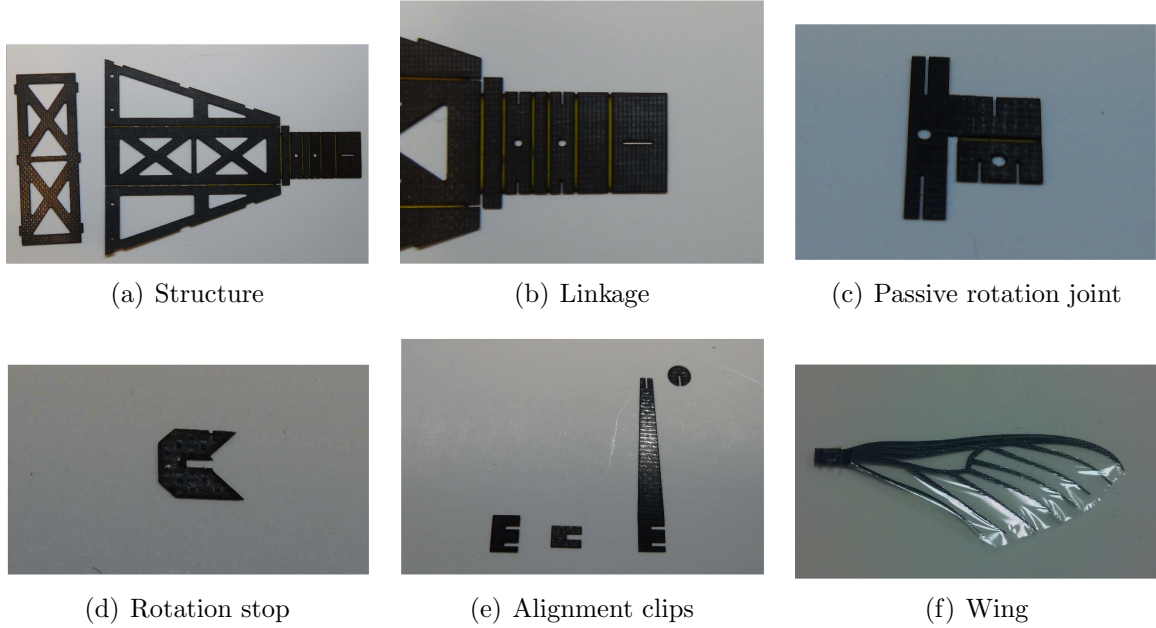 (a) Structure
(b) Linkage
(c) Passive rotation joint
(d) Rotation stop
(e) Alignment clips
(f) Wing